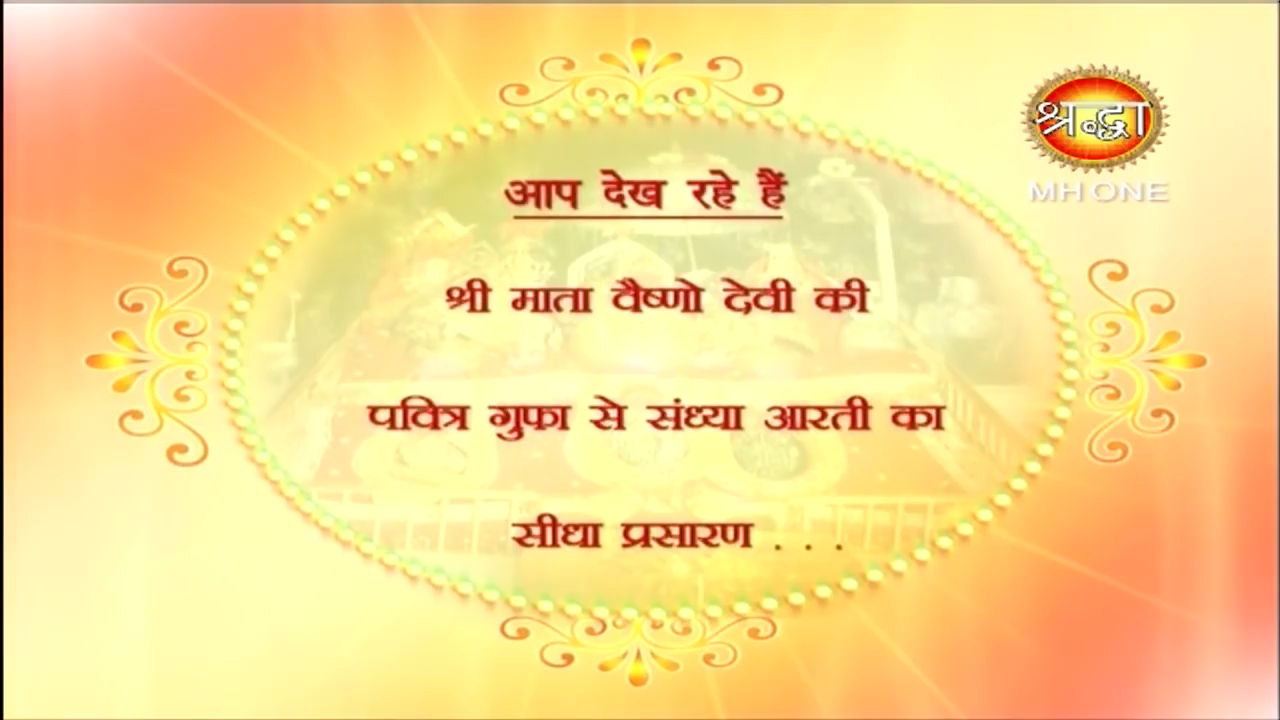 श्रद्धा
MH ONE
आप देख रहे हैं
श्री माता वैष्णो देवी की
पवित्र गुफा से संध्या आरती का
सीधा प्रसारण . . .